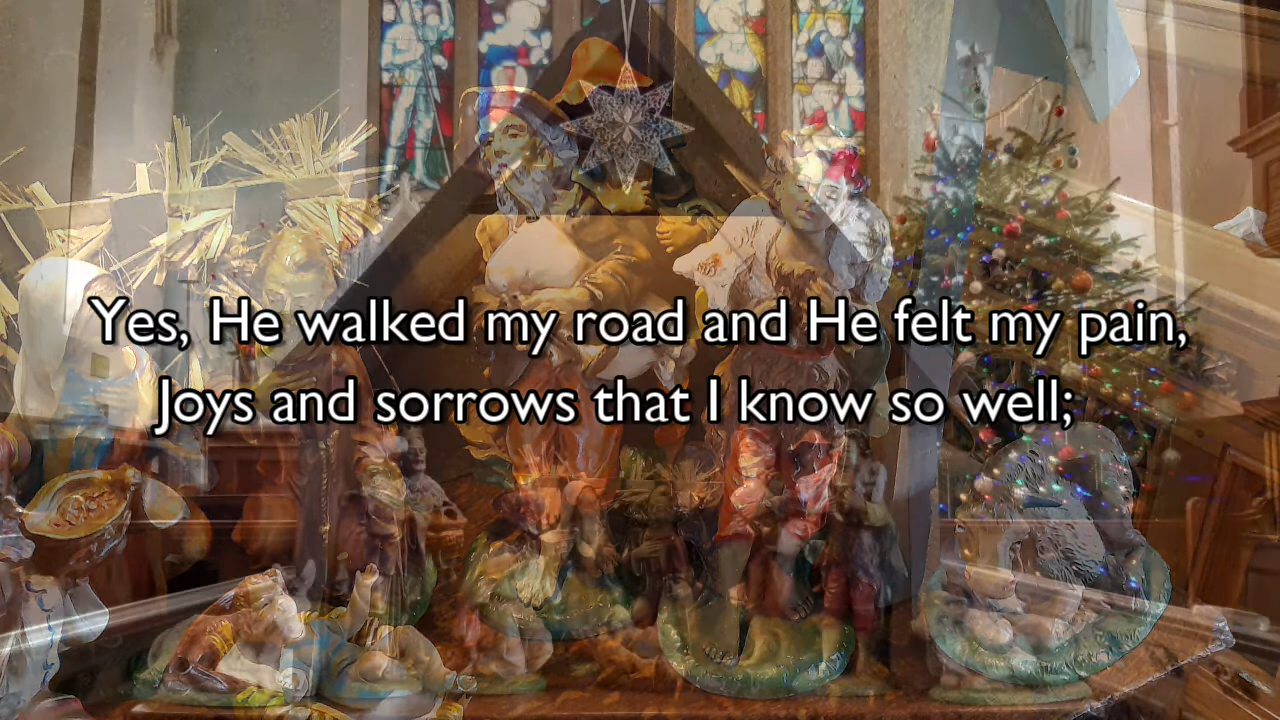 Yes, He walked my road and He felt my pain,
Joys and sorrows that I know so well;